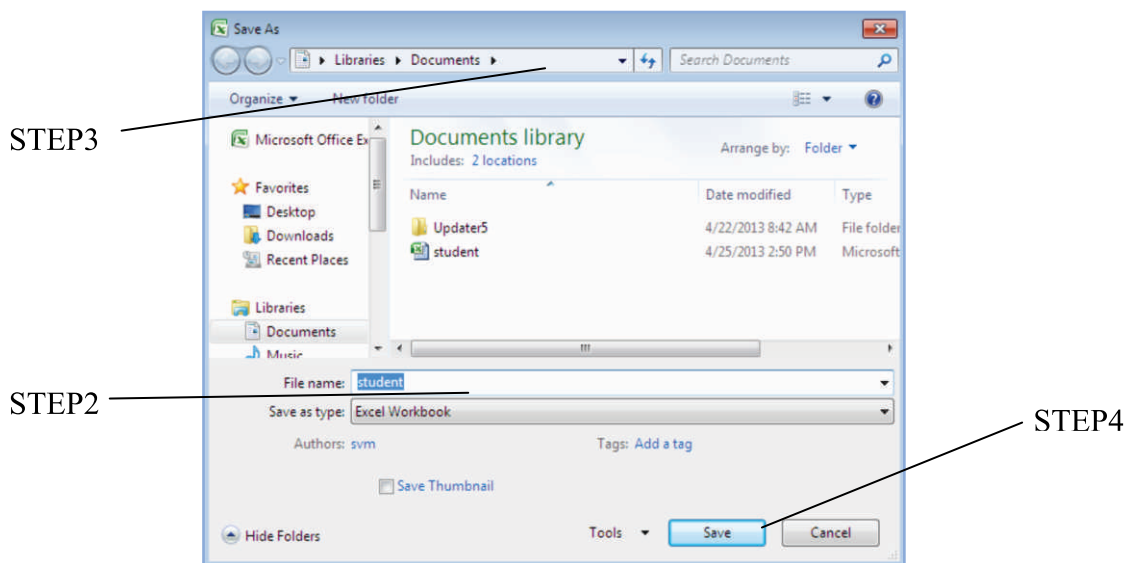 Save As
Libraries Documents
Search Documents
Organize New folder
STEP3
Microsoft Office Ex
Documents library
Includes: 2 locations
Arrange by: Folder
Favorites
Name Date modified Type
Desktop
Updater5 4/22/2013 8:42 AM File folder
Downloads
student 4/25/2013 2:50 PM Microsoft
Recent Places
Libraries
Documents
Music
File name: student
STEP2
Save as type: Excel Workbook
STEP4
Authors: svm Tags: Add a tag
Save Thumbnail
Hide Folders Tools Save Cancel